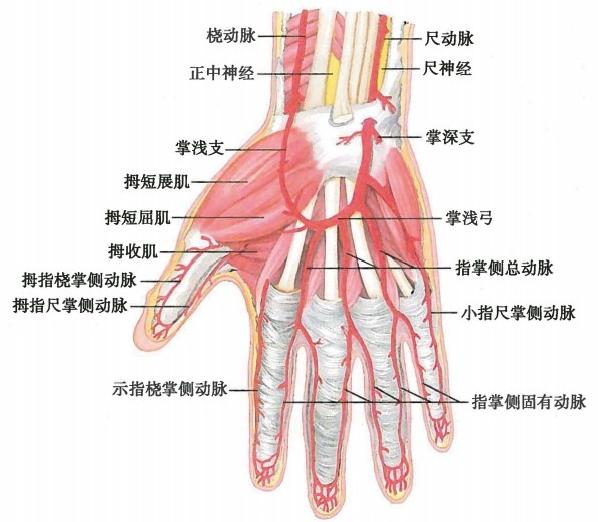 桡动脉
尺动脉
正中神经
尺神经
掌浅支
掌深支
拇短展肌
拇短屈肌
掌浅弓
拇收肌
指掌侧总动脉
拇指桡掌侧动脉
拇指尺掌侧动脉
小指尺掌侧动脉
示指桡掌侧动脉
指掌侧固有动脉